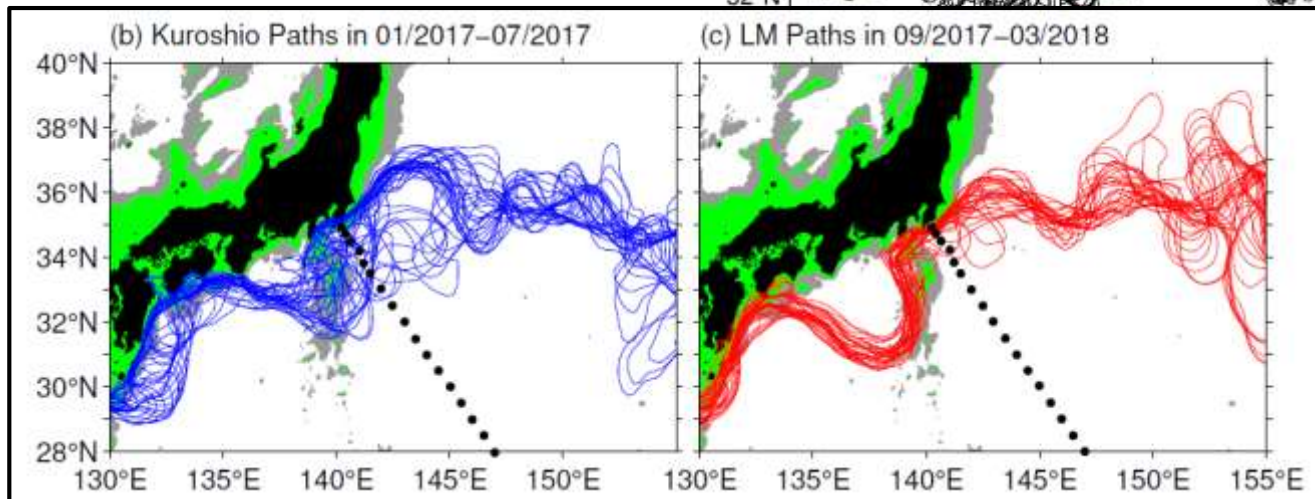 32°N
(b) Kuroshio Paths in 01/2017–07/2017
(c) LM Paths in 09/2017–03/2018
40°N
38°N
36°N
34°N
32°N
30°N
28°N
130°E 135°E 140°E 145°E 150°E 130°E 135°E 140°E 145°E 150°E 155°E